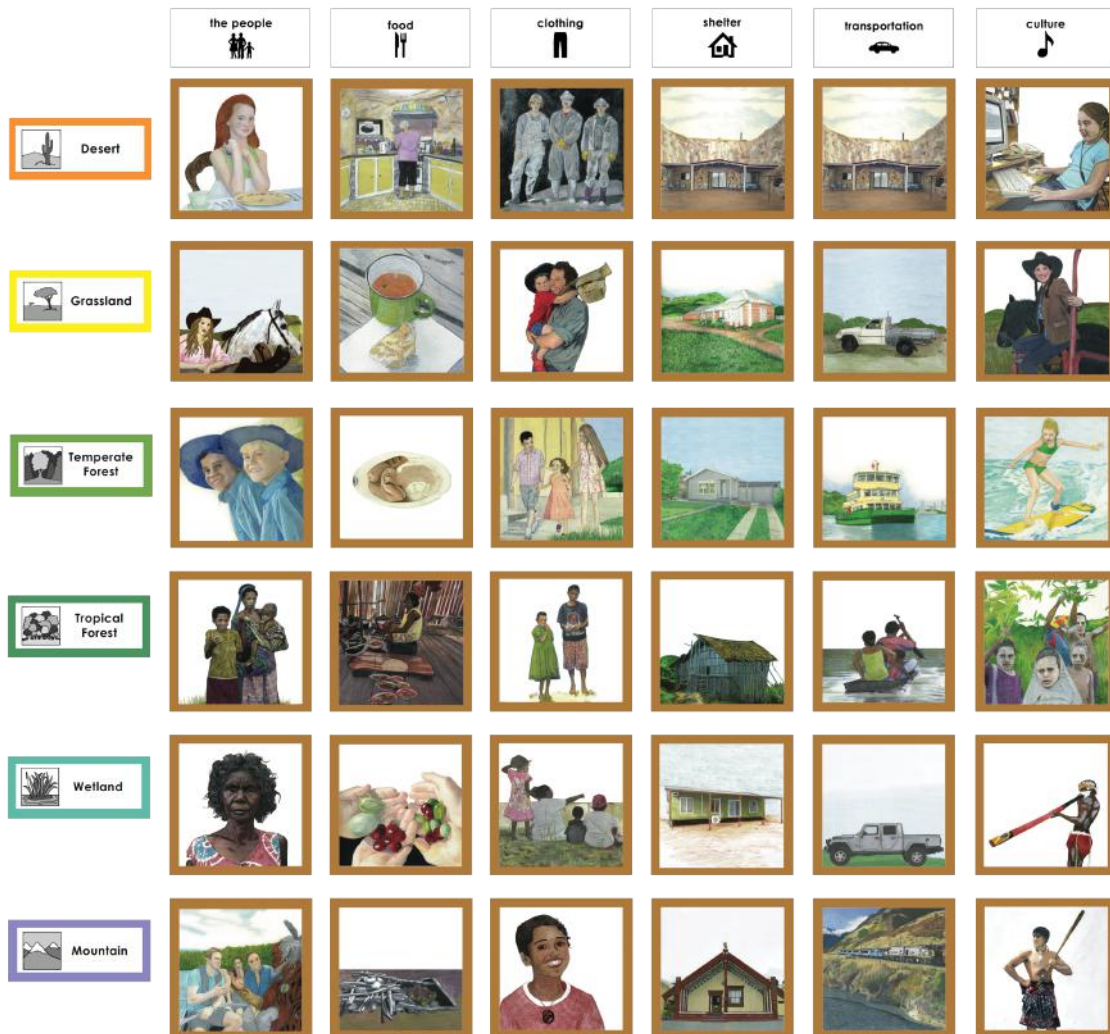 the people
food
clothing
shelter
transportation
culture
Desert
Grassland
Temperate
Forest
Tropical
Forest
Wetland
Mountain